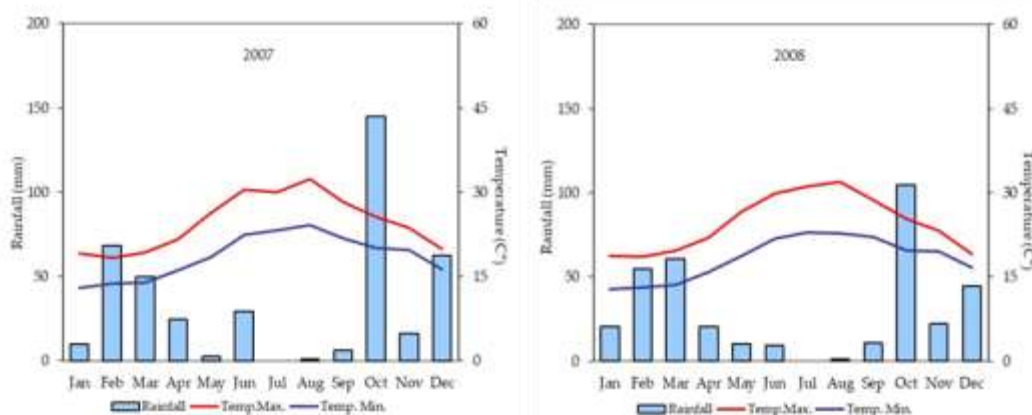 2007
200
150
100
50
0
60
45
30
15
0
Rainfall (mm)
Temperature (C°)
Jan Feb Mar Apr May Jun Jul Aug Sep Oct Nov Dec
Rainfall Temp.Max. Temp. Min.
2008
200
150
100
50
0
60
45
30
15
0
Rainfall (mm)
Temperature (C°)
Jan Feb Mar Apr May Jun Jul Aug Sep Oct Nov Dec
Rainfall Temp.Max. Temp. Min.